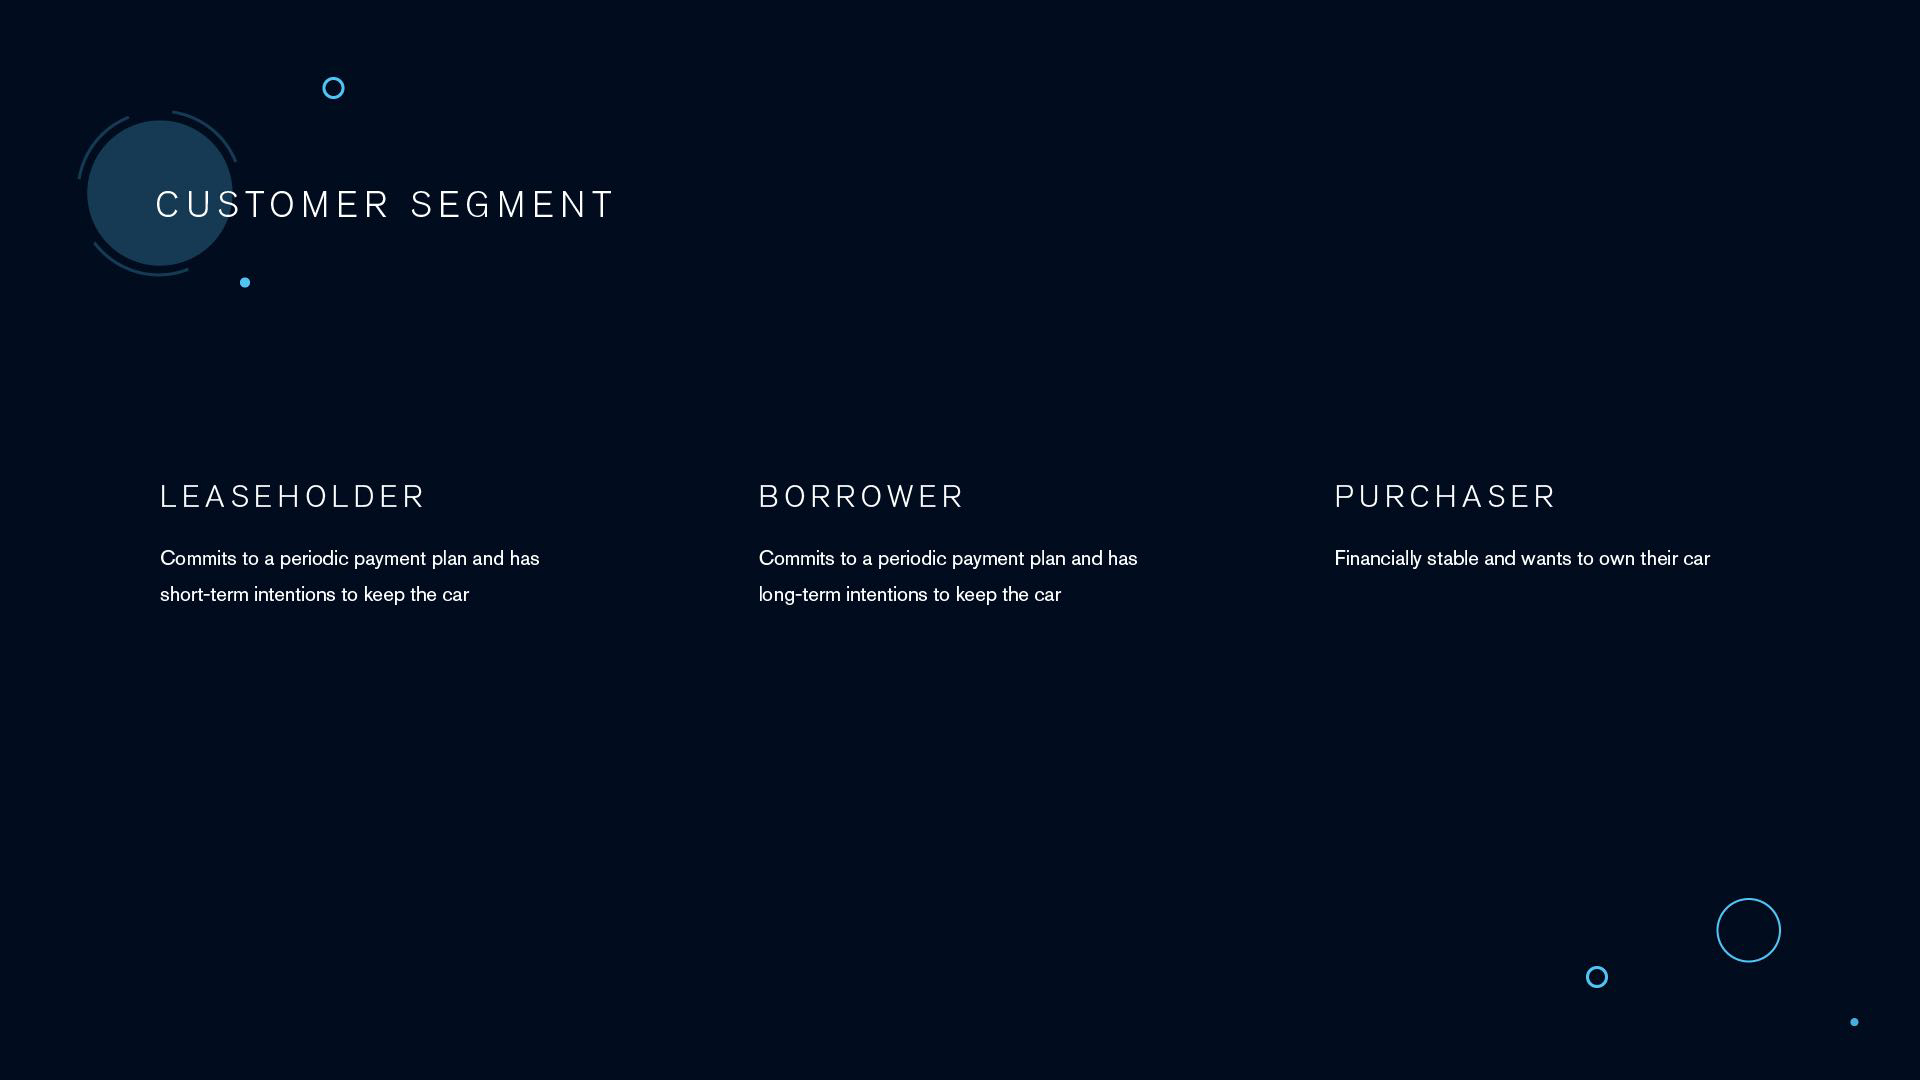 CUSTOMER SEGMENT
LEASEHOLDER
Commits to a periodic payment plan and has
short-term intentions to keep the car
BORROWER
Commits to a periodic payment plan and has
long-term intentions to keep the car
PURCHASER
Financially stable and wants to own their car